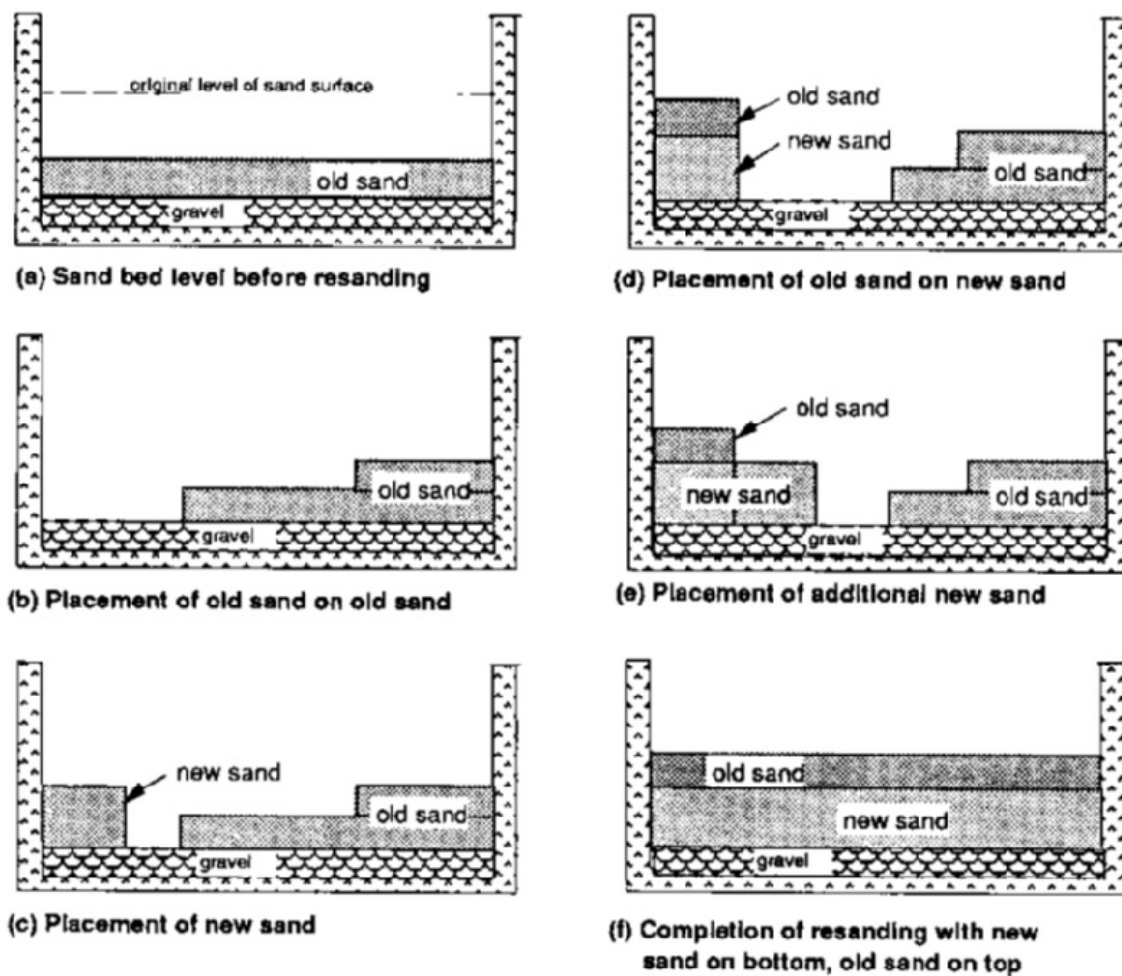 original level of sand surface
old sand
gravel
(a) Sand bed level before resanding
old sand
gravel
(b) Placement of old sand on old sand
new sand
old sand
gravel
(c) Placement of new sand
old sand
new sand
old sand
gravel
(d) Placement of old sand on new sand
old sand
new sand
old sand
gravel
(e) Placement of additional new sand
old sand
new sand
gravel
(f) Completion of resanding with new
sand on bottom, old sand on top